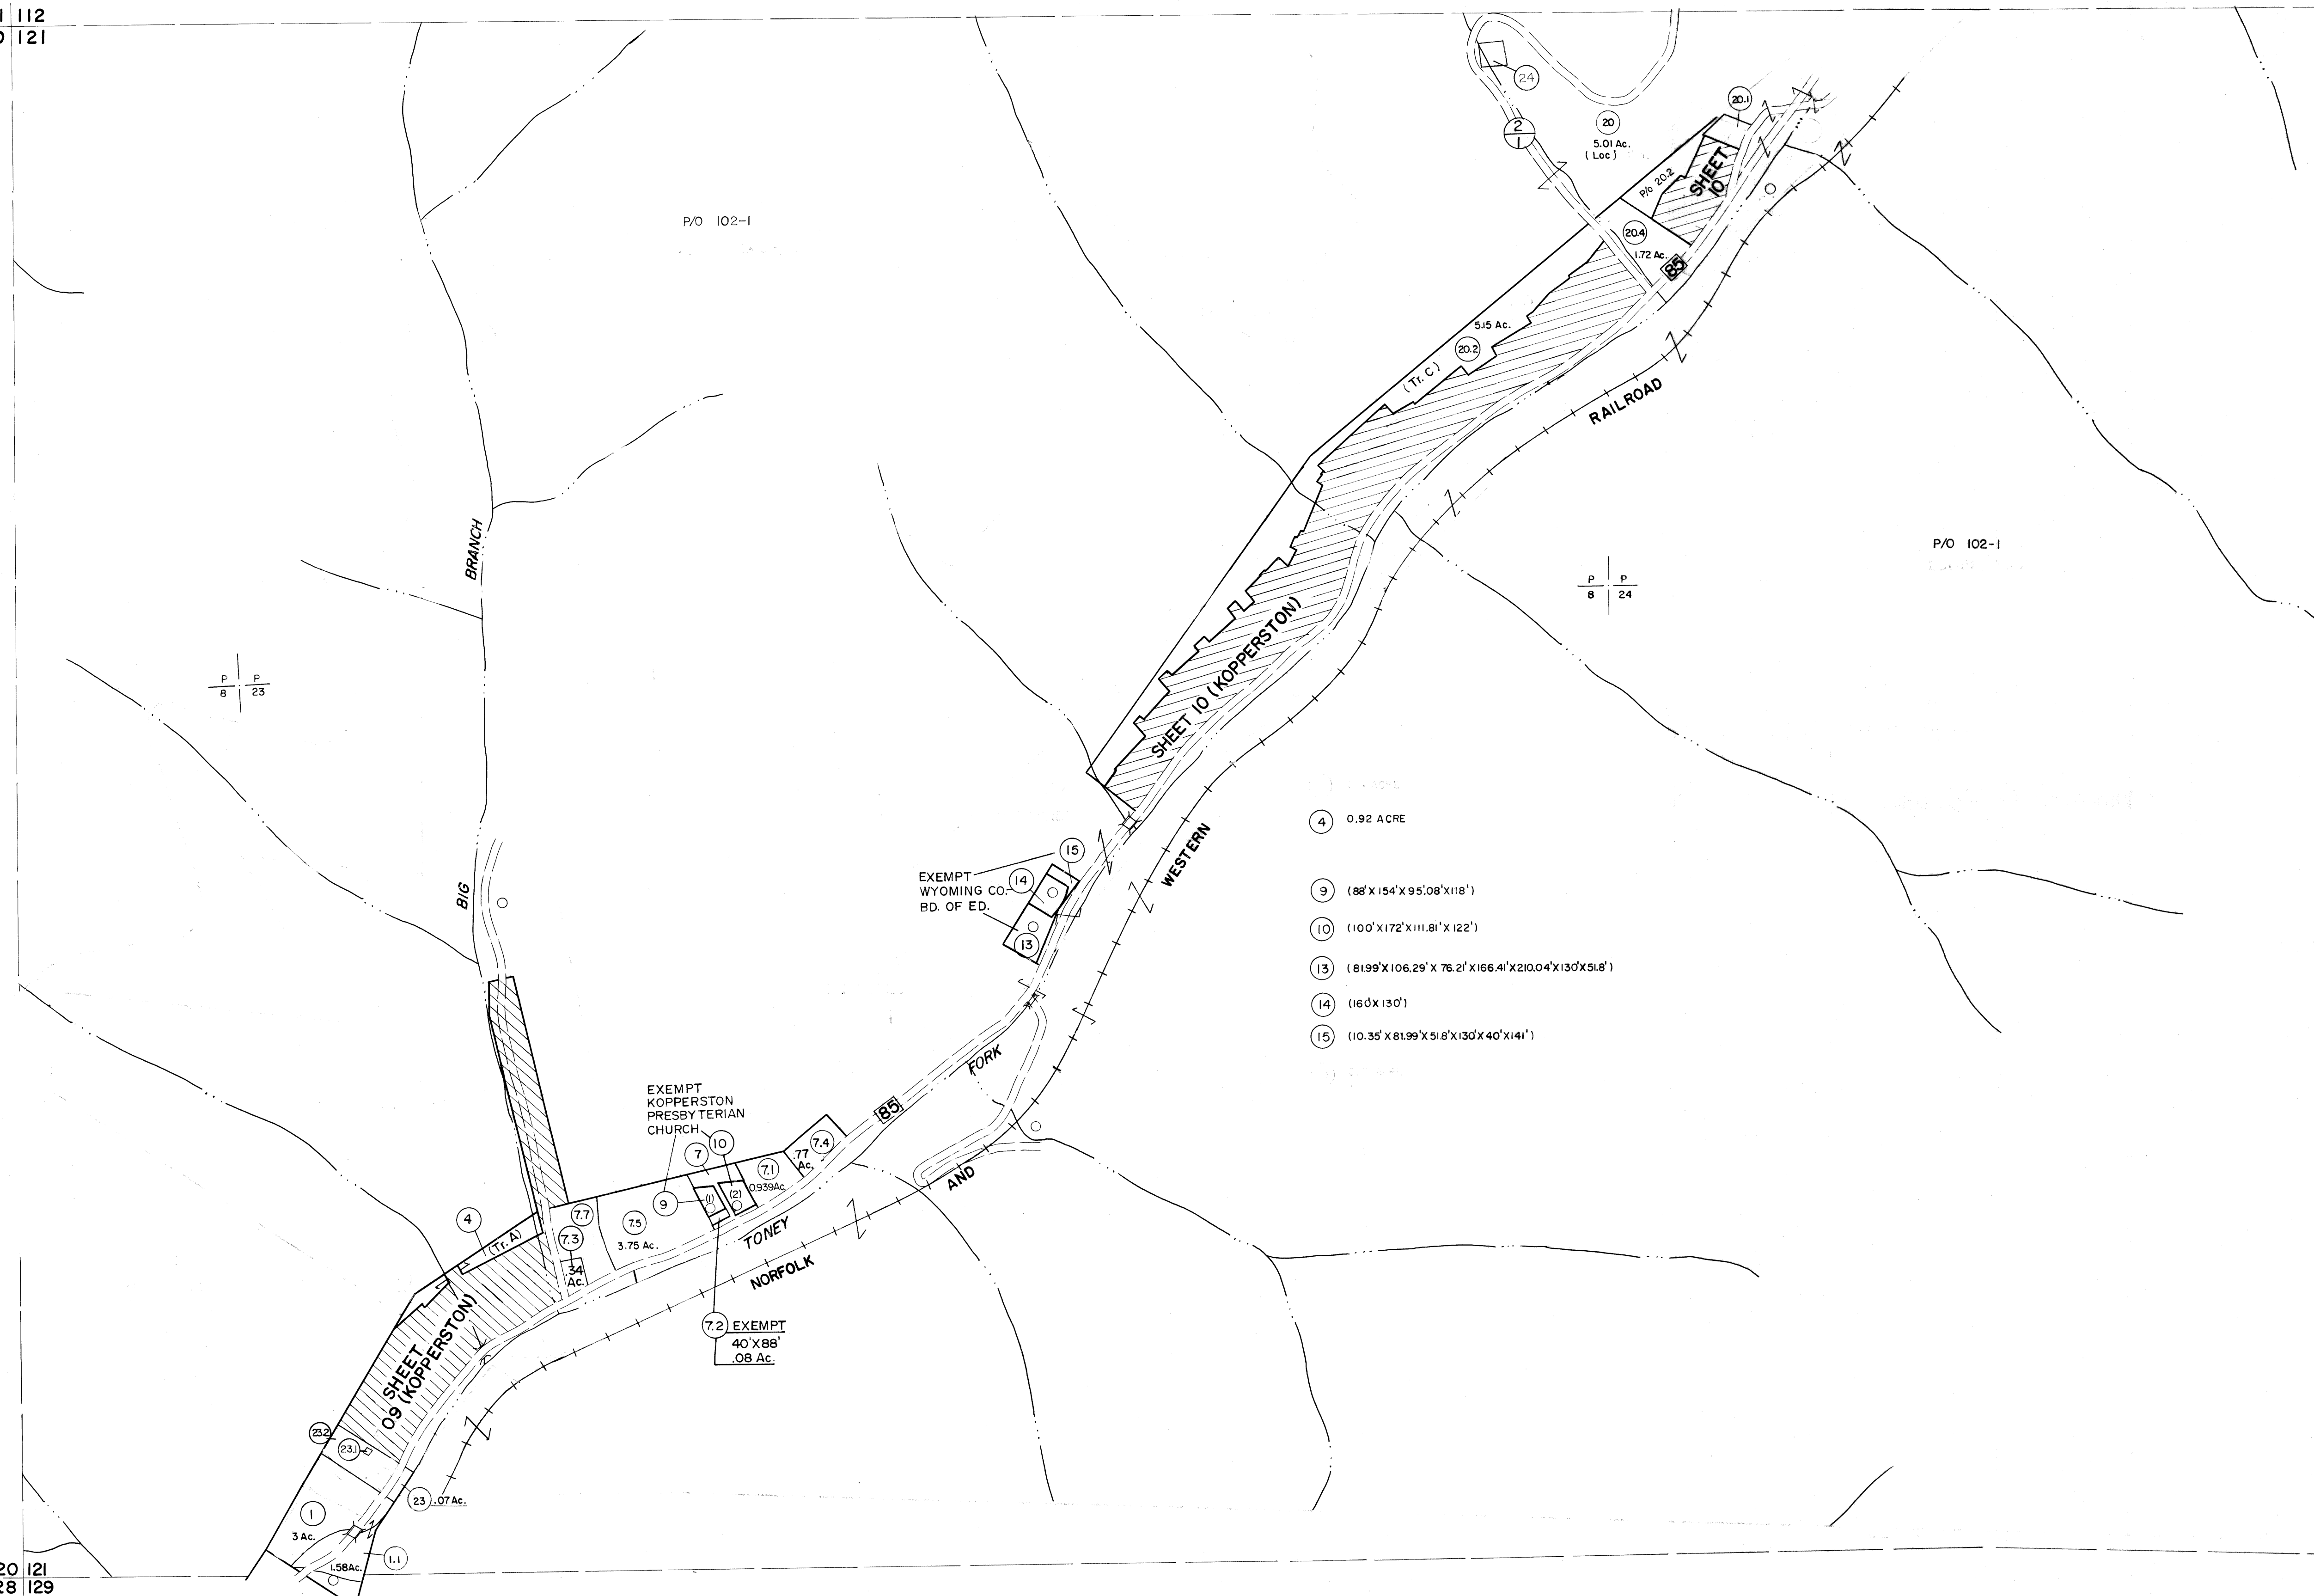 112
121
24
20.1
2
1
20
5.01 Ac.
(Loc)
P/O 20.2
SHEET
10
P/O 102-1
20.4
1.72 Ac.
85
5.15 Ac.
20.2
(Tr. C)
RAILROAD
BRANCH
P/O 102-1
P P
8 24
SHEET 10 (KOPPERSTON)
P P
8 23
4 0.92 ACRE
WESTERN
15
EXEMPT
WYOMING CO.
BD. OF ED.
14
13
BIG
9 (88'X154'X95'.08'X118')
10 (100'X172'X111.81'X122')
13 (81.99'X106.29'X 76.21'X166.41'X210.04'X130'X51.8')
14 (160'X130')
15 (10.35'X81.99'X51.8'X130'X40'X141')
FORK
EXEMPT
KOPPERSTON
PRESBYTERIAN
CHURCH
10
85
7
7.4
.77
Ac.
7.1
0.939Ac.
9
(1)
(2)
AND
4
(Tr. A)
7.7
7.5
3.75 Ac.
7.3
.34
Ac.
TONEY
NORFOLK
7.2 EXEMPT
40'X88'
.08 Ac.
SHEET
09 (KOPPERSTON)
23.2
23.1
23 .07Ac.
1
3 Ac.
1.58Ac.
1.1
20 121
28 129